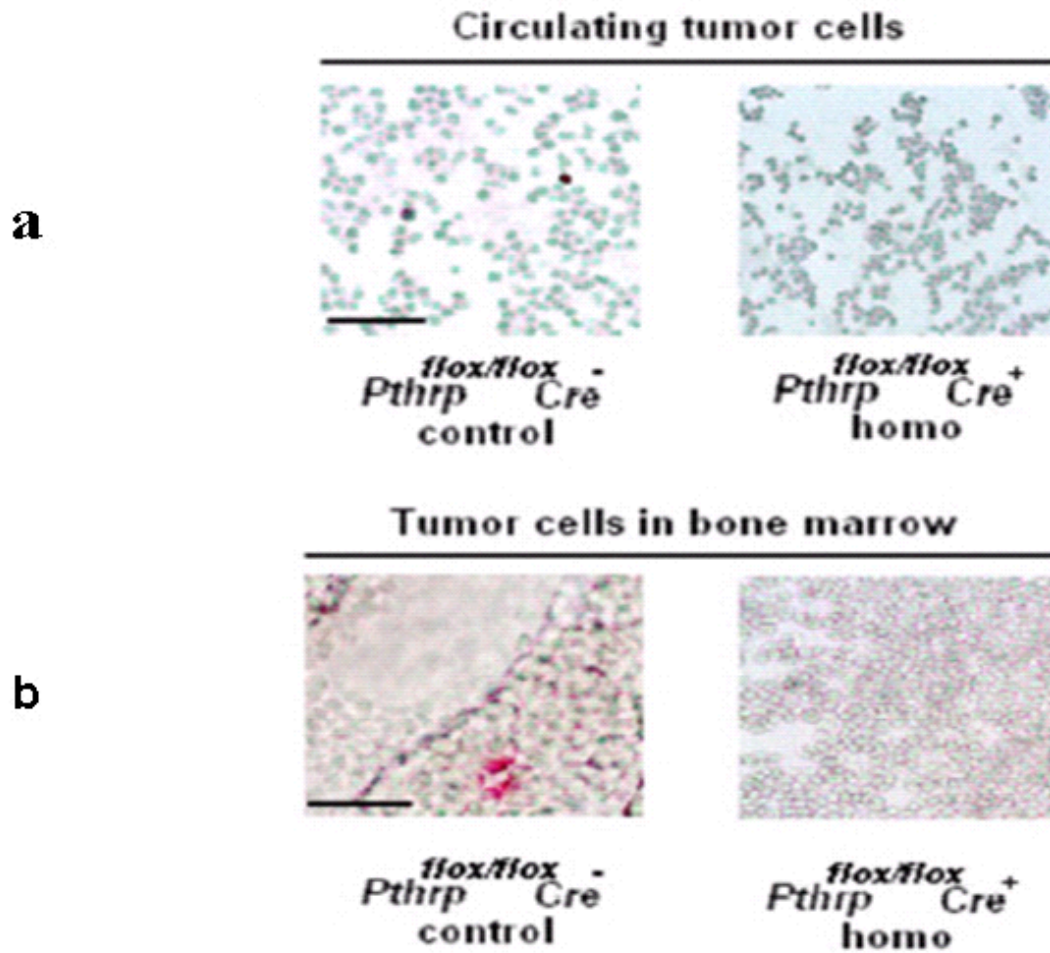 Circulating tumor cells
a
Pthrp flox/flox Cre - Pthrp flox/flox Cre +
control homo
Tumor cells in bone marrow
b
Pthrp flox/flox Cre - Pthrp flox/flox Cre +
control homo